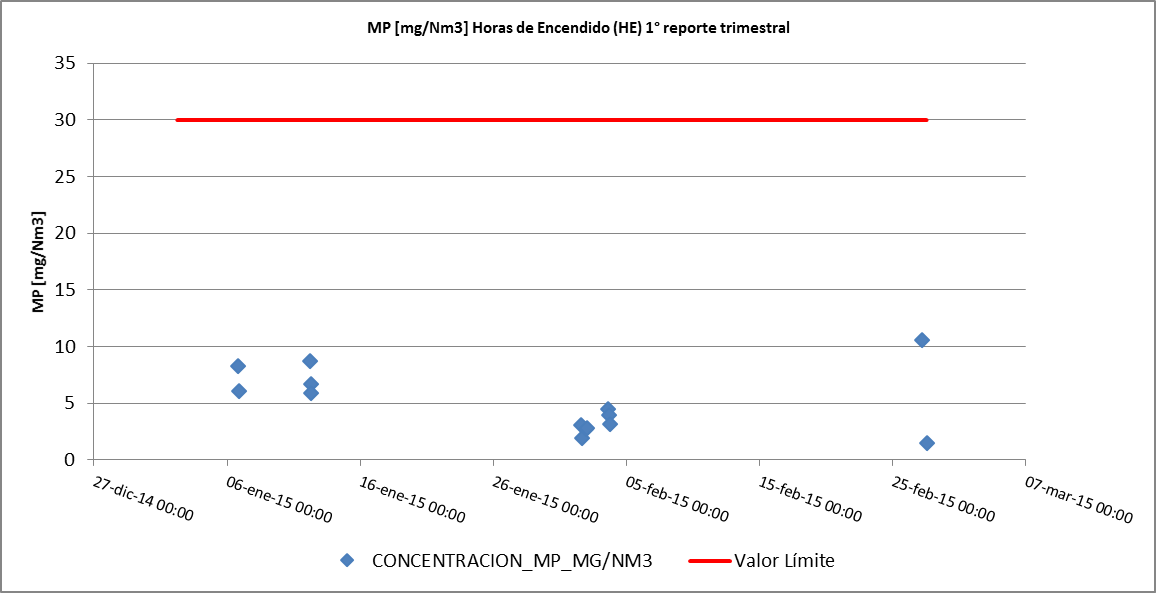 MP [mg/Nm3] Horas de Encendido (HE) 1° reporte trimestral
MP [mg/Nm3]
35
30
25
20
15
10
5
0
27-dic-14 00:00
06-ene-15 00:00
16-ene-15 00:00
26-ene-15 00:00
05-feb-15 00:00
15-feb-15 00:00
25-feb-15 00:00
07-mar-15 00:00
CONCENTRACION_MP_MG/NM3
Valor Límite